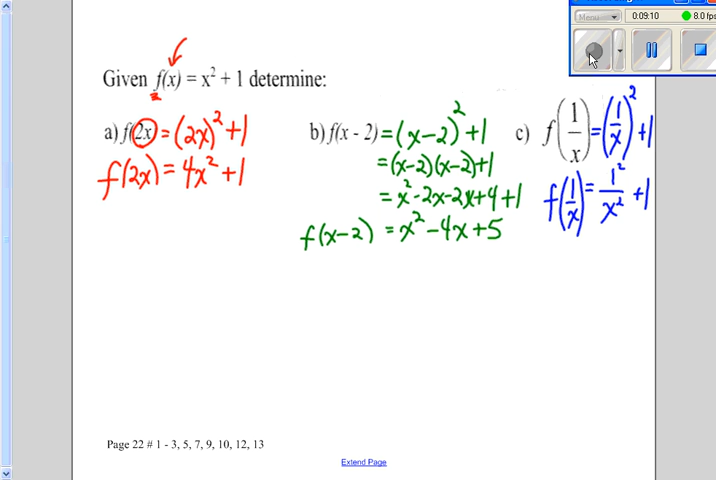 Menu 0:09:10 8.0 fps
Given f(x) = x² + 1 determine:
a) f(2x) = (2x)² + 1
f(2x) = 4x² + 1
b) f(x - 2) = (x - 2)² + 1
= (x-2)(x-2)+1
= x² - 2x - 2x + 4 + 1
f(x-2) = x² - 4x + 5
c) f(1/x) = (1/x)² + 1
f(1/x) = 1²/x² + 1
Page 22 # 1 - 3, 5, 7, 9, 10, 12, 13
Extend Page